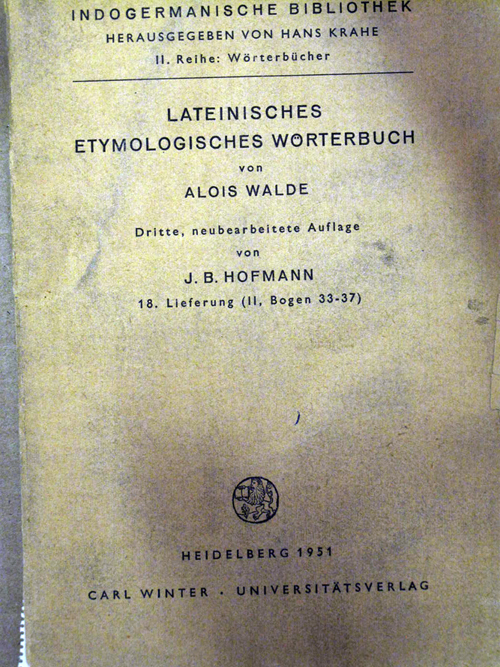 INDOGERMANISCHE BIBLIOTHEK
HERAUSGEGEBEN VON HANS KRAHE
II. Reihe: Wörterbücher
LATEINISCHES
ETYMOLOGISCHES WÖRTERBUCH
von
ALOIS WALDE
Dritte, neubearbeitete Auflage
von
J. B. HOFMANN
18. Lieferung (II, Bogen 33-37)
HEIDELBERG 1951
CARL WINTER · UNIVERSITÄTSVERLAG